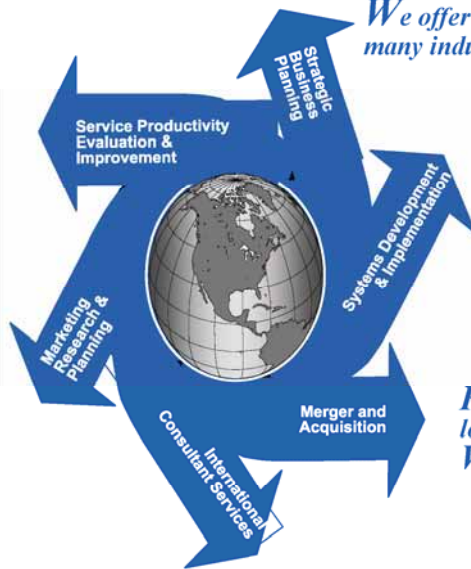 We offer
many indu
Strategic
Business
Planning
Service Productivity
Evaluation &
Improvement
Systems Development
& Implementation
Marketing
Research &
Planning
Merger and
Acquisition
International
Consultant Services